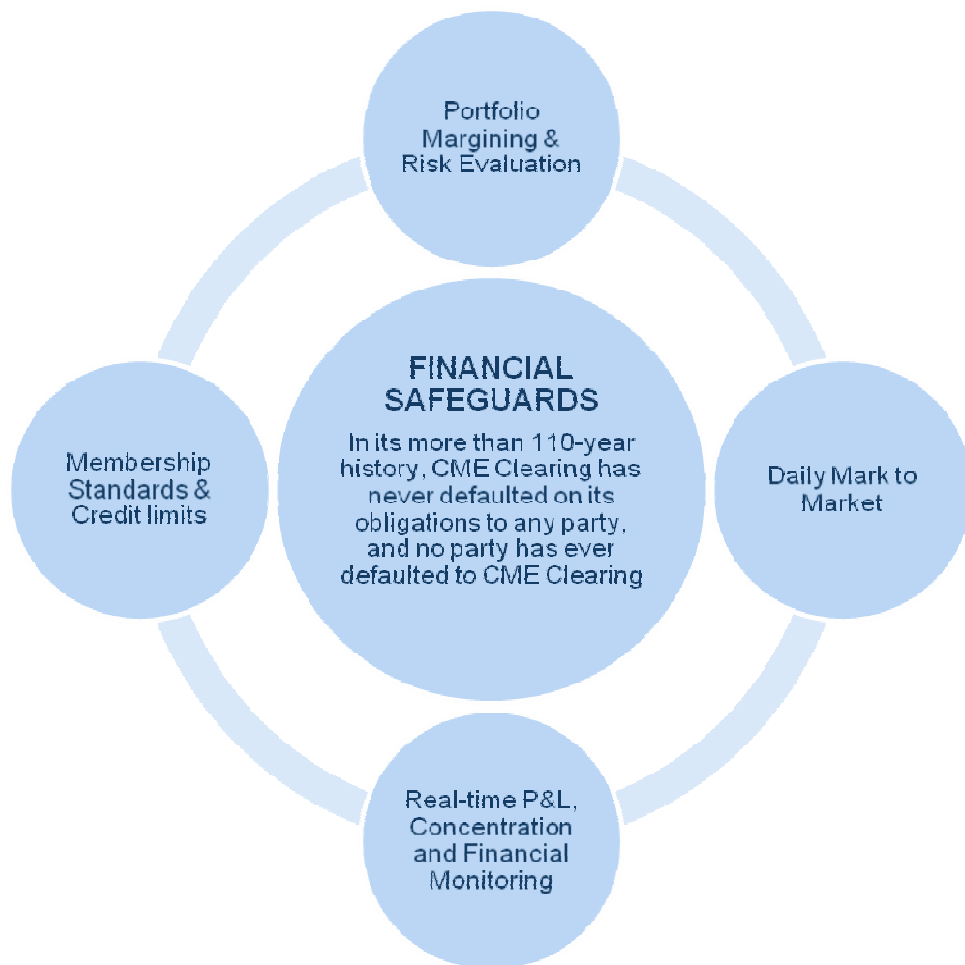 Portfolio
Margining &
Risk Evaluation
FINANCIAL
SAFEGUARDS
In its more than 110-year
history, CME Clearing has
never defaulted on its
obligations to any party,
and no party has ever
defaulted to CME Clearing
Membership
Standards &
Credit limits
Daily Mark to
Market
Real-time P&L,
Concentration
and Financial
Monitoring